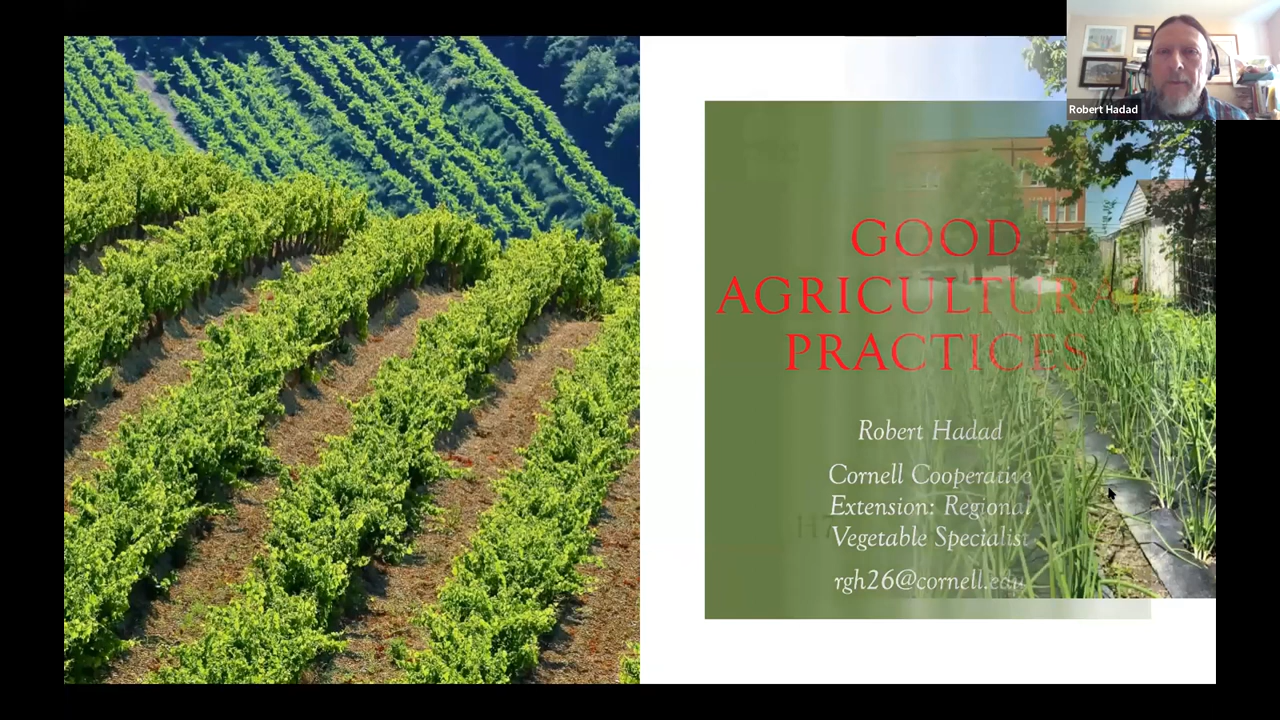 Robert Hadad
GOOD
AGRICULTURAL
PRACTICES
Robert Hadad
Cornell Cooperative
Extension: Regional
Vegetable Specialist
rgh26@cornell.edu